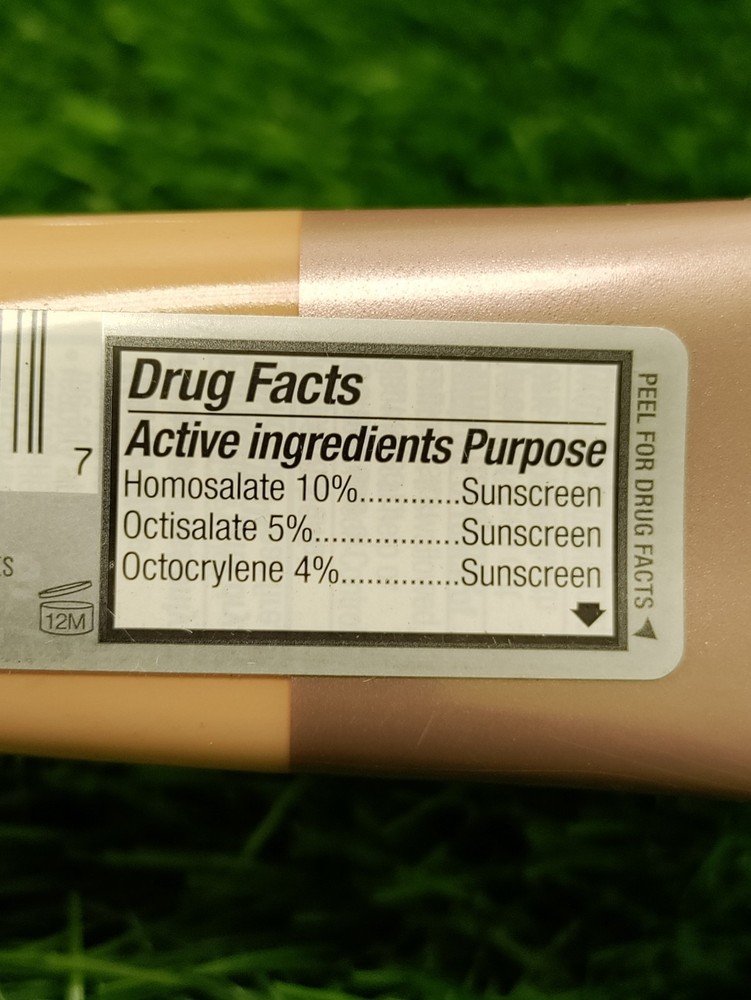 Drug Facts
Active ingredients Purpose
Homosalate 10%............Sunscreen
Octisalate 5%.................Sunscreen
Octocrylene 4%..............Sunscreen
PEEL FOR DRUG FACTS
7
12M